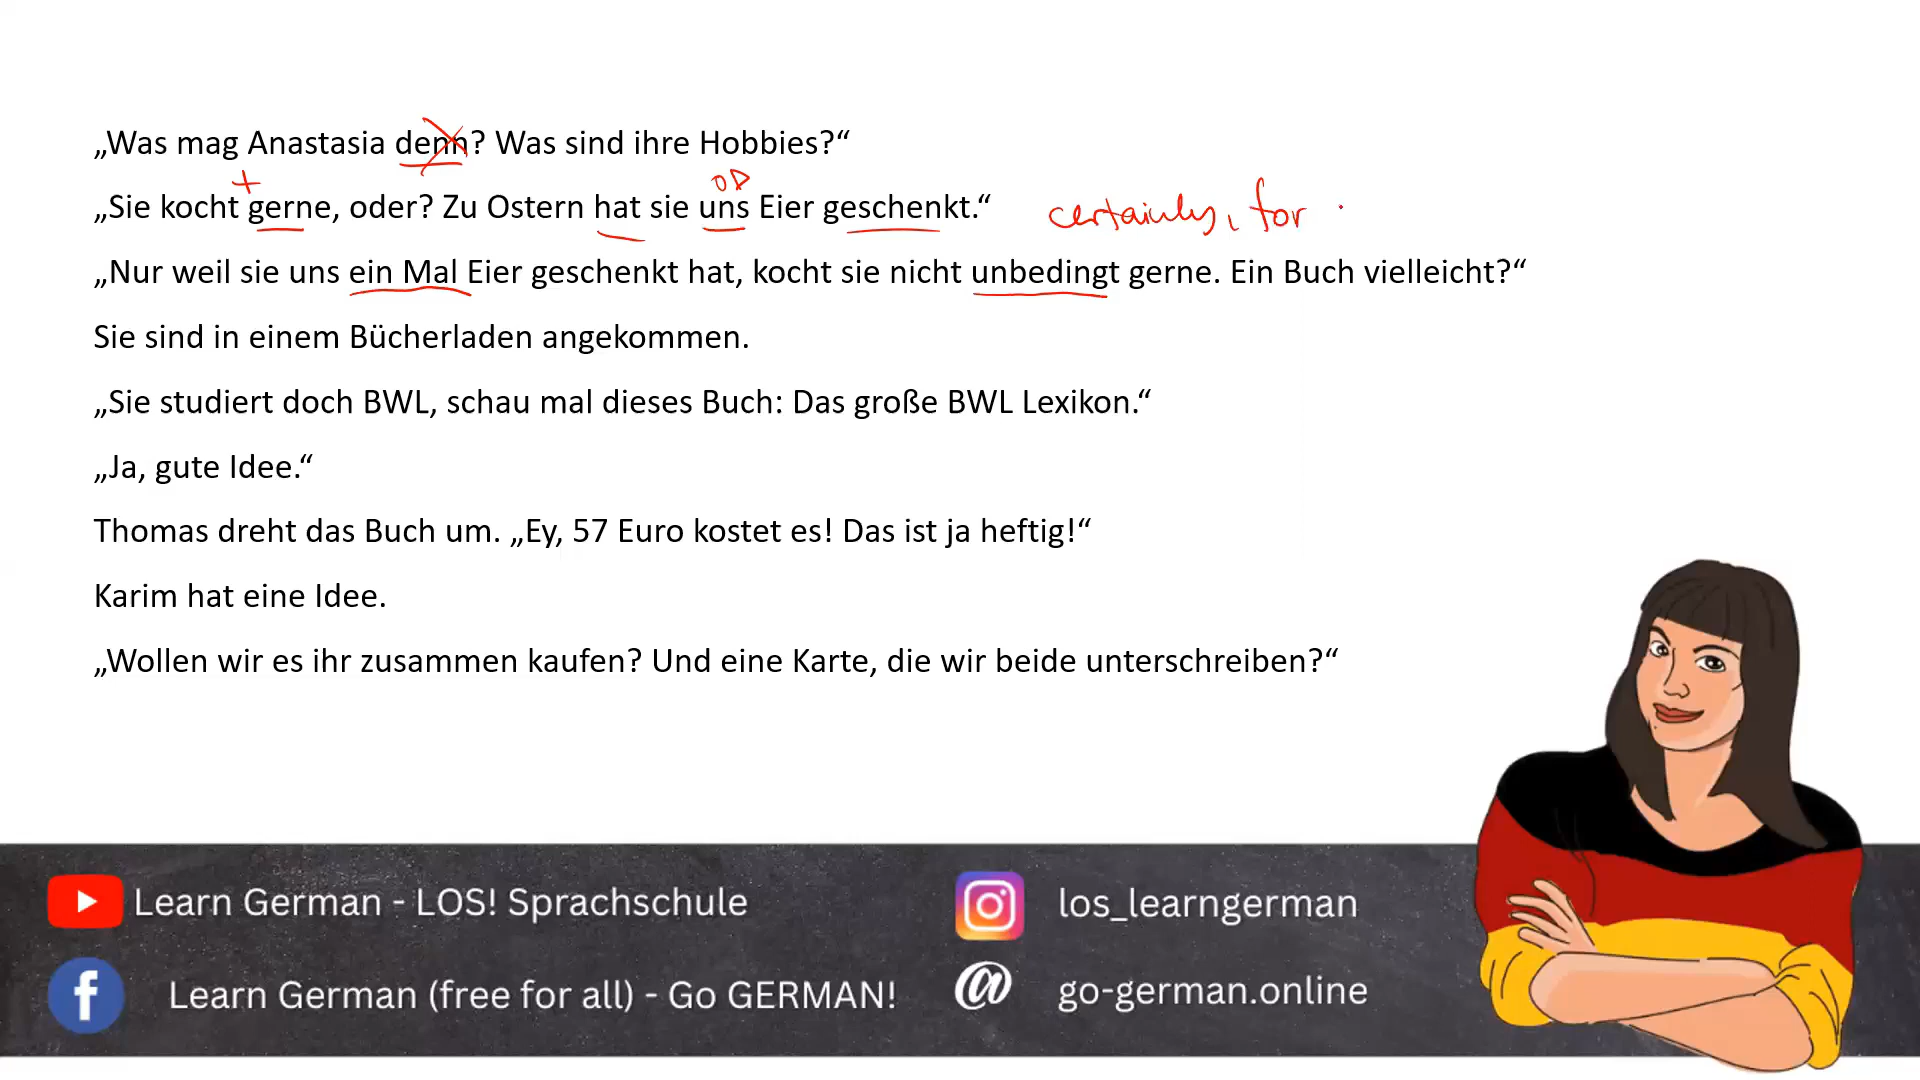 „Was mag Anastasia denn? Was sind ihre Hobbies?“
+ OD
„Sie kocht gerne, oder? Zu Ostern hat sie uns Eier geschenkt.“ certainly, for
„Nur weil sie uns ein Mal Eier geschenkt hat, kocht sie nicht unbedingt gerne. Ein Buch vielleicht?“
Sie sind in einem Bücherladen angekommen.
„Sie studiert doch BWL, schau mal dieses Buch: Das große BWL Lexikon.“
„Ja, gute Idee.“
Thomas dreht das Buch um. „Ey, 57 Euro kostet es! Das ist ja heftig!“
Karim hat eine Idee.
„Wollen wir es ihr zusammen kaufen? Und eine Karte, die wir beide unterschreiben?“
Learn German - LOS! Sprachschule
los_learngerman
Learn German (free for all) - Go GERMAN!
go-german.online